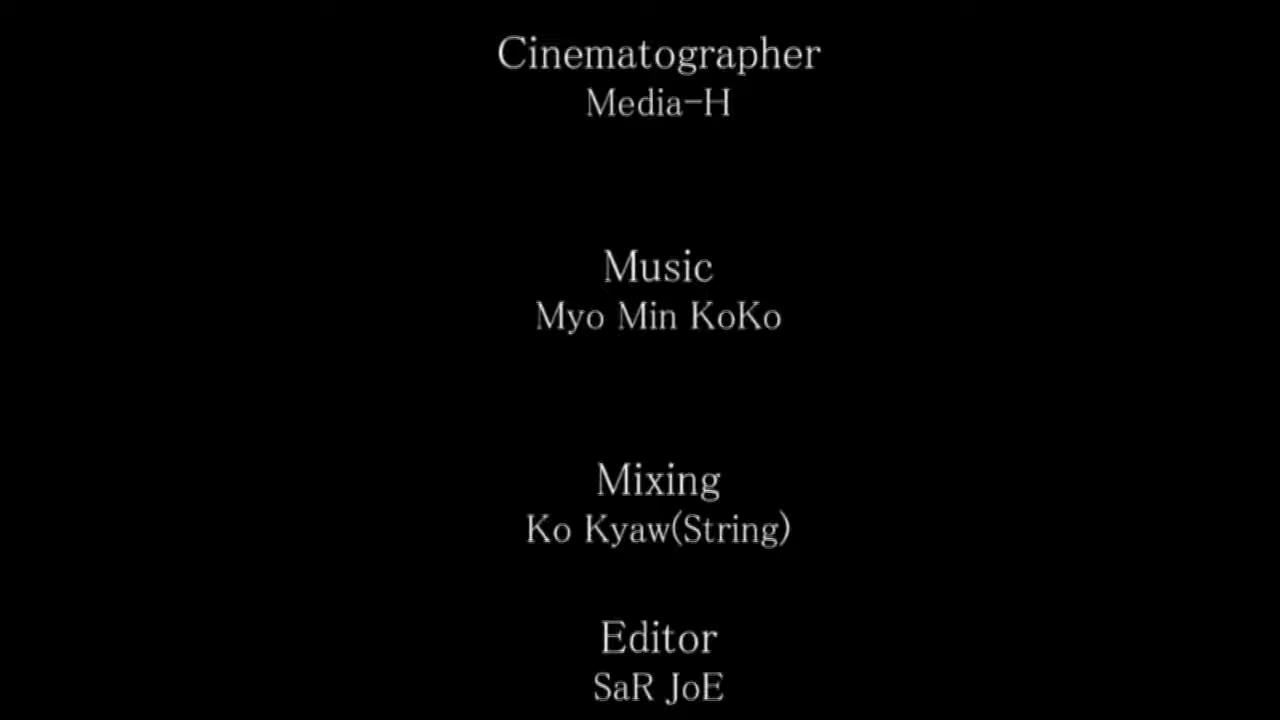 Cinematographer
Media-H
Music
Myo Min KoKo
Mixing
Ko Kyaw(String)
Editor
SaR JoE